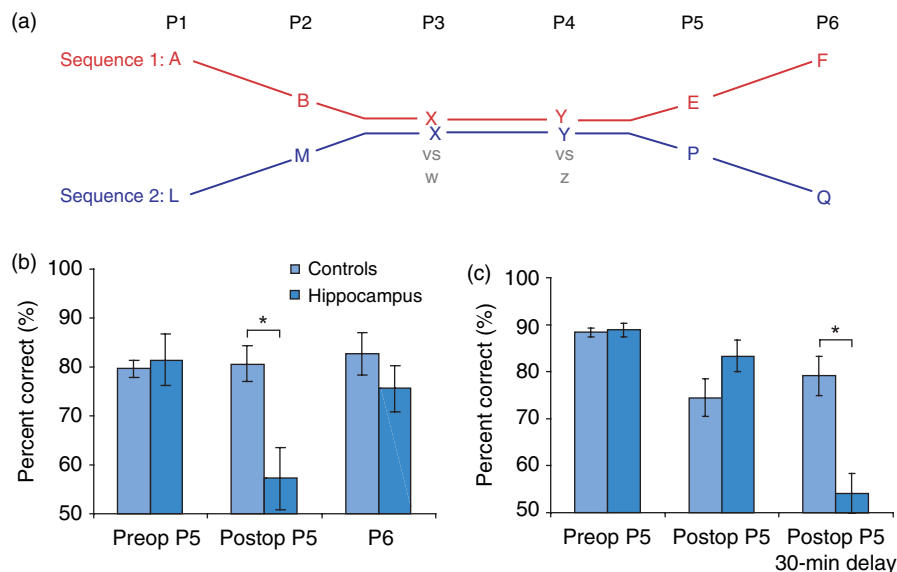 (a) P1 P2 P3 P4 P5 P6
Sequence 1: A F
B E
X Y
X Y
M vs vs P
w z
Sequence 2: L Q
(b)
Percent correct (%)
100
90
80
70
60
50
Controls
Hippocampus
*
Preop P5 Postop P5 P6
(c)
Percent correct (%)
100
90
80
70
60
50
*
Preop P5 Postop P5 Postop P5
30-min delay